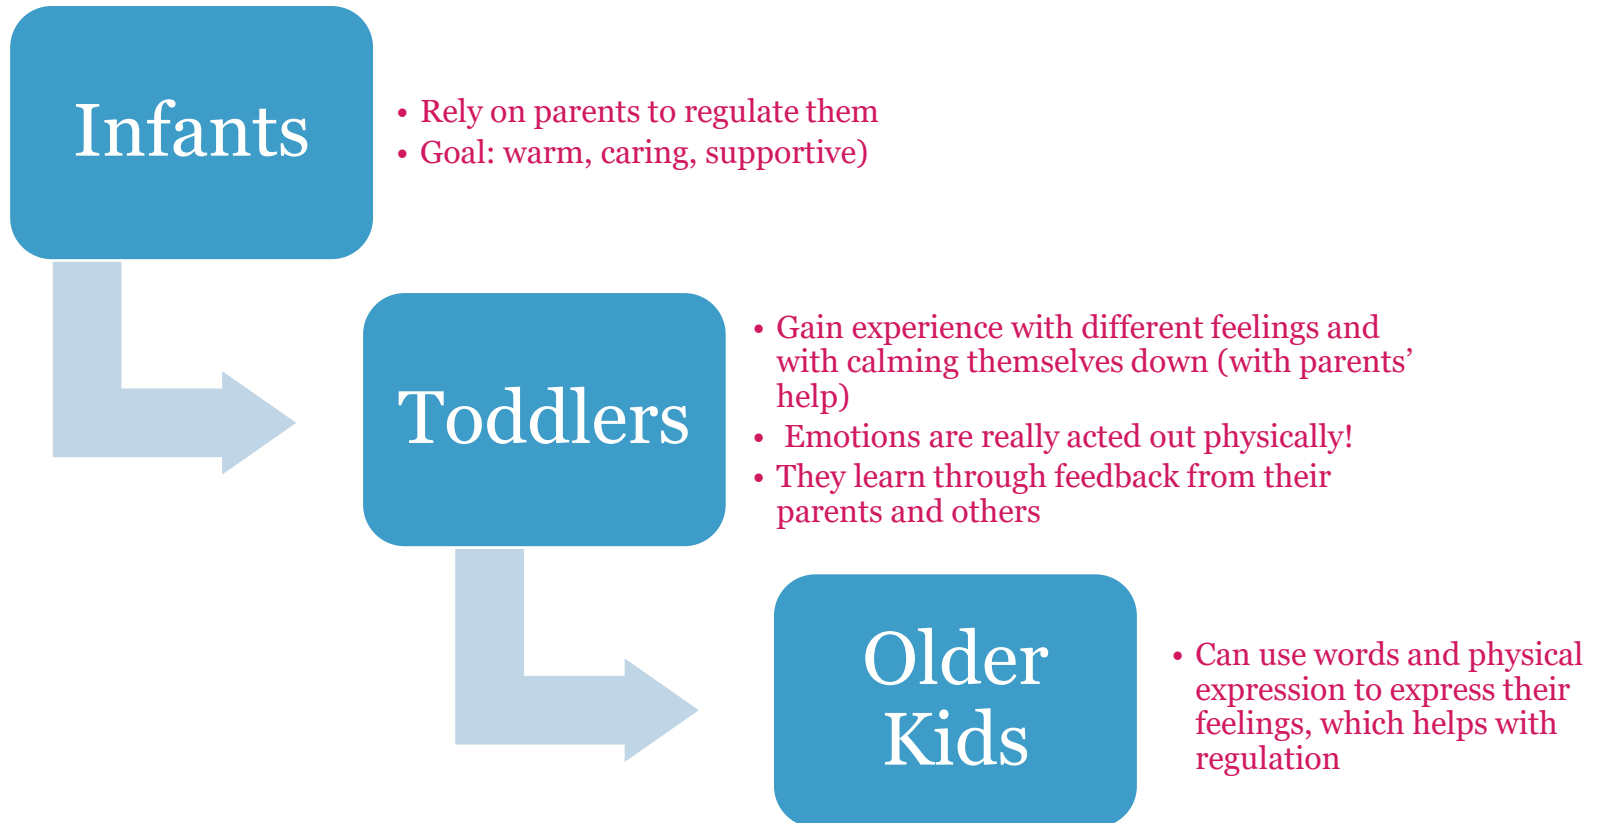 Infants
• Rely on parents to regulate them
• Goal: warm, caring, supportive)
Toddlers
• Gain experience with different feelings and
with calming themselves down (with parents’
help)
• Emotions are really acted out physically!
• They learn through feedback from their
parents and others
Older
Kids
• Can use words and physical
expression to express their
feelings, which helps with
regulation